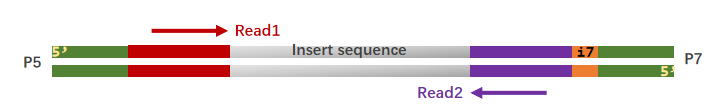 Read1
5’ Insert sequence i7
P5 P7
5’
Read2